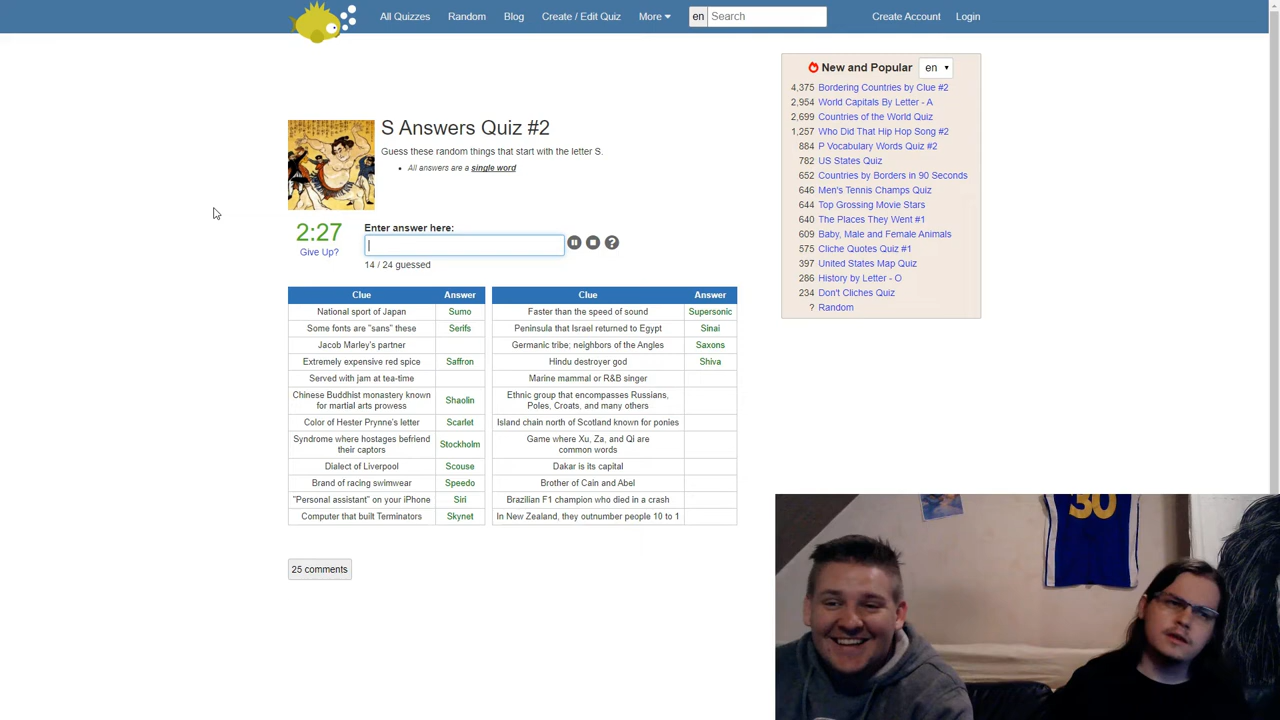 All Quizzes Random Blog Create / Edit Quiz More en Search Create Account Login
New and Popular en
4,375 Bordering Countries by Clue #2
2,954 World Capitals By Letter - A
2,699 Countries of the World Quiz
1,257 Who Did That Hip Hop Song #2
884 P Vocabulary Words Quiz #2
782 US States Quiz
652 Countries by Borders in 90 Seconds
646 Men's Tennis Champs Quiz
644 Top Grossing Movie Stars
640 The Places They Went #1
609 Baby, Male and Female Animals
575 Cliche Quotes Quiz #1
397 United States Map Quiz
286 History by Letter - O
234 Don't Cliches Quiz
? Random
S Answers Quiz #2
Guess these random things that start with the letter S.
• All answers are a single word
2:27
Give Up?
Enter answer here:
14 / 24 guessed
Clue Answer
National sport of Japan Sumo
Some fonts are "sans" these Serifs
Jacob Marley's partner
Extremely expensive red spice Saffron
Served with jam at tea-time
Chinese Buddhist monastery known
for martial arts prowess Shaolin
Color of Hester Prynne's letter Scarlet
Syndrome where hostages befriend
their captors Stockholm
Dialect of Liverpool Scouse
Brand of racing swimwear Speedo
"Personal assistant" on your iPhone Siri
Computer that built Terminators Skynet
Clue Answer
Faster than the speed of sound Supersonic
Peninsula that Israel returned to Egypt Sinai
Germanic tribe; neighbors of the Angles Saxons
Hindu destroyer god Shiva
Marine mammal or R&B singer
Ethnic group that encompasses Russians,
Poles, Croats, and many others
Island chain north of Scotland known for ponies
Game where Xu, Za, and Qi are
common words
Dakar is its capital
Brother of Cain and Abel
Brazilian F1 champion who died in a crash
In New Zealand, they outnumber people 10 to 1
25 comments
30